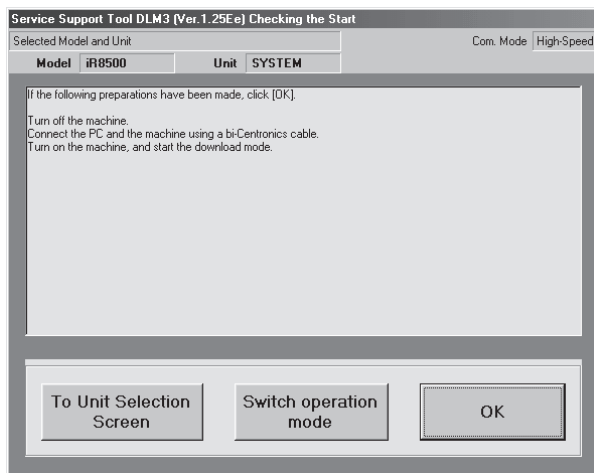 Service Support Tool DLM3 (Ver.1.25Ee) Checking the Start
Selected Model and Unit
Com. Mode High-Speed
Model iR8500 Unit SYSTEM
If the following preparations have been made, click [OK].
Turn off the machine.
Connect the PC and the machine using a bi-Centronics cable.
Turn on the machine, and start the download mode.
To Unit Selection
Screen
Switch operation
mode
OK